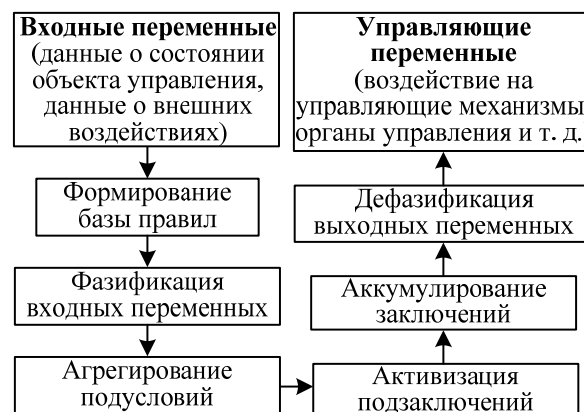 Входные переменные
(данные о состоянии
объекта управления,
данные о внешних
воздействиях)
Формирование
базы правил
Фазификация
входных переменных
Агрегирование
подусловий
Активизация
подзаключений
Аккумулирование
заключений
Дефазификация
выходных переменных
Управляющие
переменные
(воздействие на
управляющие механизмы
органы управления и т. д.